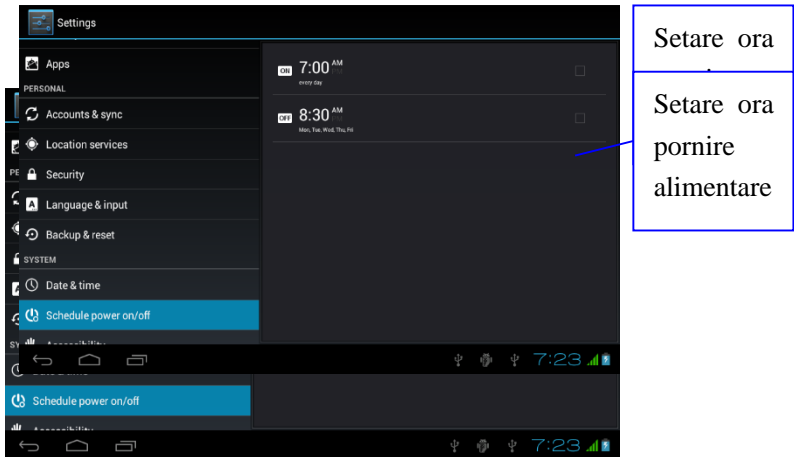 Settings
Apps
PERSONAL
Accounts & sync
Location services
Security
Language & input
Backup & reset
SYSTEM
Date & time
Schedule power on/off
Accessibility
ON 7:00 AM
every day
OFF 8:30 AM
Mon, Tue, Wed, Thu, Fri
7:23
Schedule power on/off
7:23
Setare ora
Setare ora
pornire
alimentare